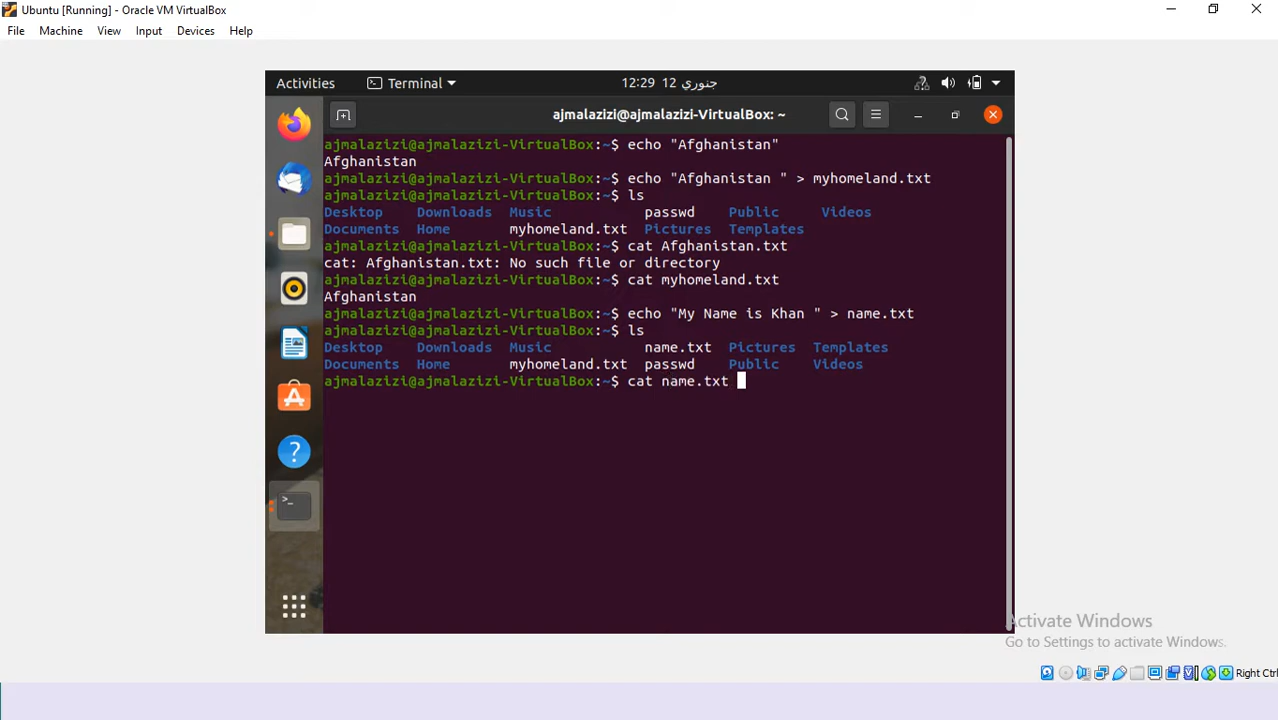 Ubuntu [Running] - Oracle VM VirtualBox
File Machine View Input Devices Help
Activities Terminal 12:29 12 جنوري
ajmalazizi@ajmalazizi-VirtualBox: ~
ajmalazizi@ajmalazizi-VirtualBox:~$ echo "Afghanistan"
Afghanistan
ajmalazizi@ajmalazizi-VirtualBox:~$ echo "Afghanistan " > myhomeland.txt
ajmalazizi@ajmalazizi-VirtualBox:~$ ls
Desktop Downloads Music passwd Public Videos
Documents Home myhomeland.txt Pictures Templates
ajmalazizi@ajmalazizi-VirtualBox:~$ cat Afghanistan.txt
cat: Afghanistan.txt: No such file or directory
ajmalazizi@ajmalazizi-VirtualBox:~$ cat myhomeland.txt
Afghanistan
ajmalazizi@ajmalazizi-VirtualBox:~$ echo "My Name is Khan " > name.txt
ajmalazizi@ajmalazizi-VirtualBox:~$ ls
Desktop Downloads Music name.txt Pictures Templates
Documents Home myhomeland.txt passwd Public Videos
ajmalazizi@ajmalazizi-VirtualBox:~$ cat name.txt
Activate Windows
Go to Settings to activate Windows.
Right Ctrl